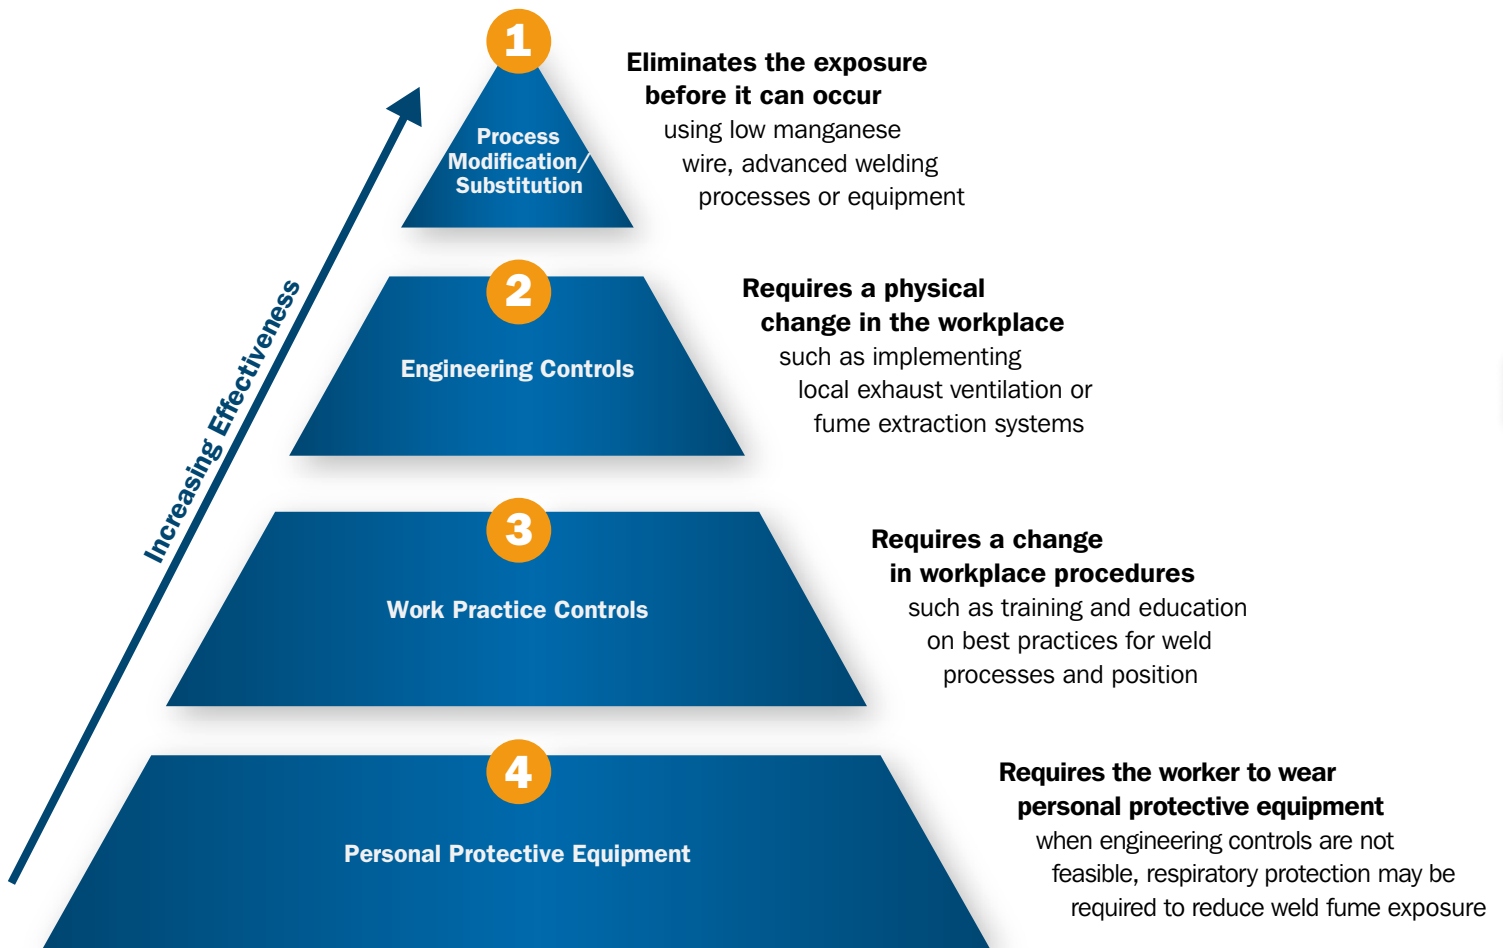 1
Process
Modification/
Substitution
Eliminates the exposure
before it can occur
using low manganese
wire, advanced welding
processes or equipment
Increasing Effectiveness
2
Engineering Controls
Requires a physical
change in the workplace
such as implementing
local exhaust ventilation or
fume extraction systems
3
Work Practice Controls
Requires a change
in workplace procedures
such as training and education
on best practices for weld
processes and position
4
Personal Protective Equipment
Requires the worker to wear
personal protective equipment
when engineering controls are not
feasible, respiratory protection may be
required to reduce weld fume exposure